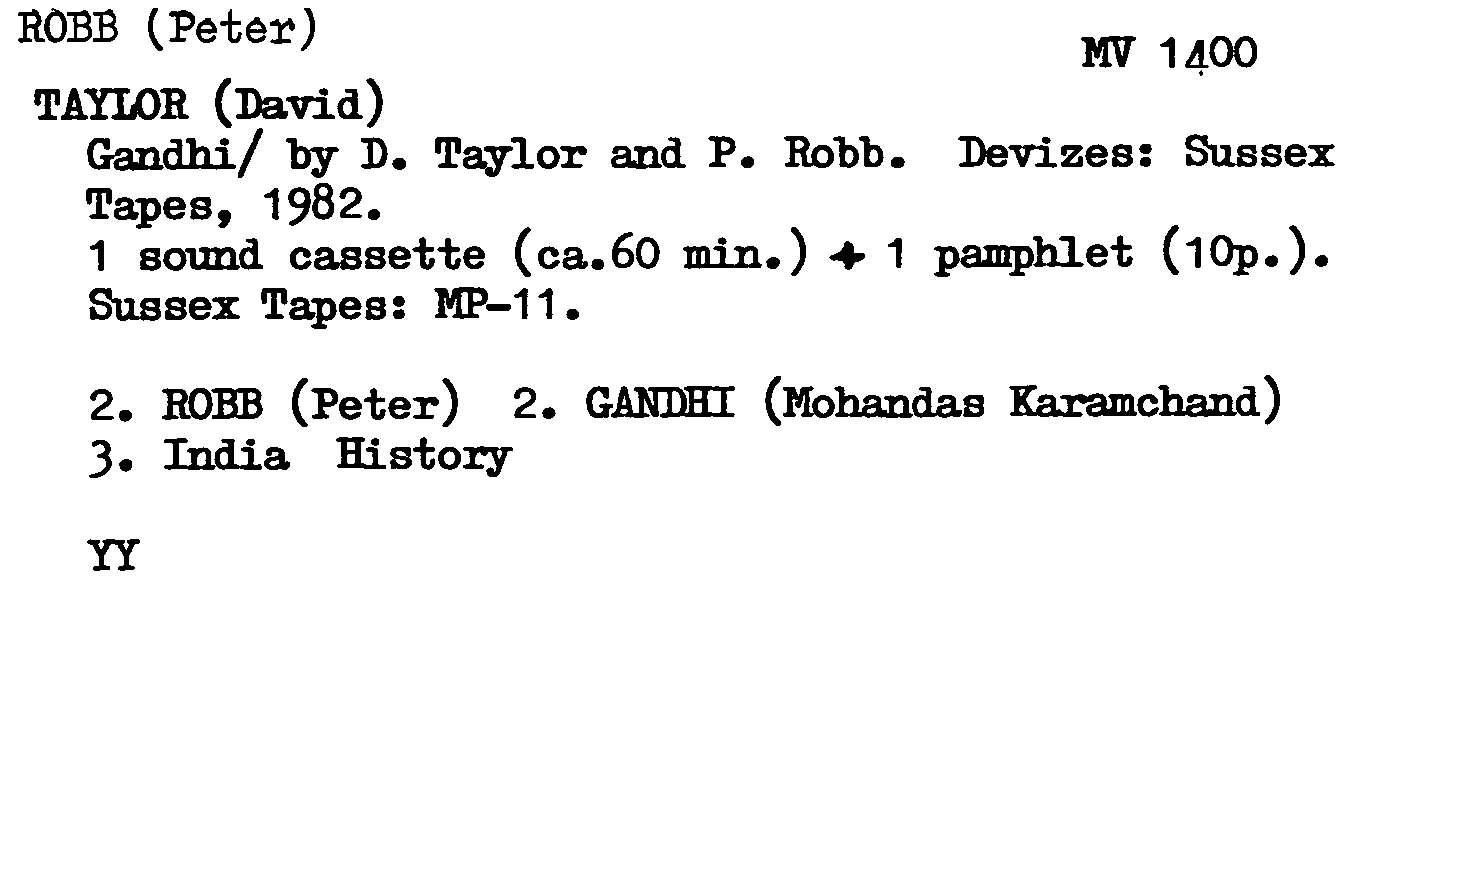 ROBB (Peter)
MV 1400
TAYLOR (David)
Gandhi/ by D. Taylor and P. Robb. Devizes: Sussex
Tapes, 1982.
1 sound cassette (ca.60 min.) + 1 pamphlet (10p.).
Sussex Tapes: MP-11.
2. ROBB (Peter) 2. GANDHI (Mohandas Karamchand)
3. India History
YY